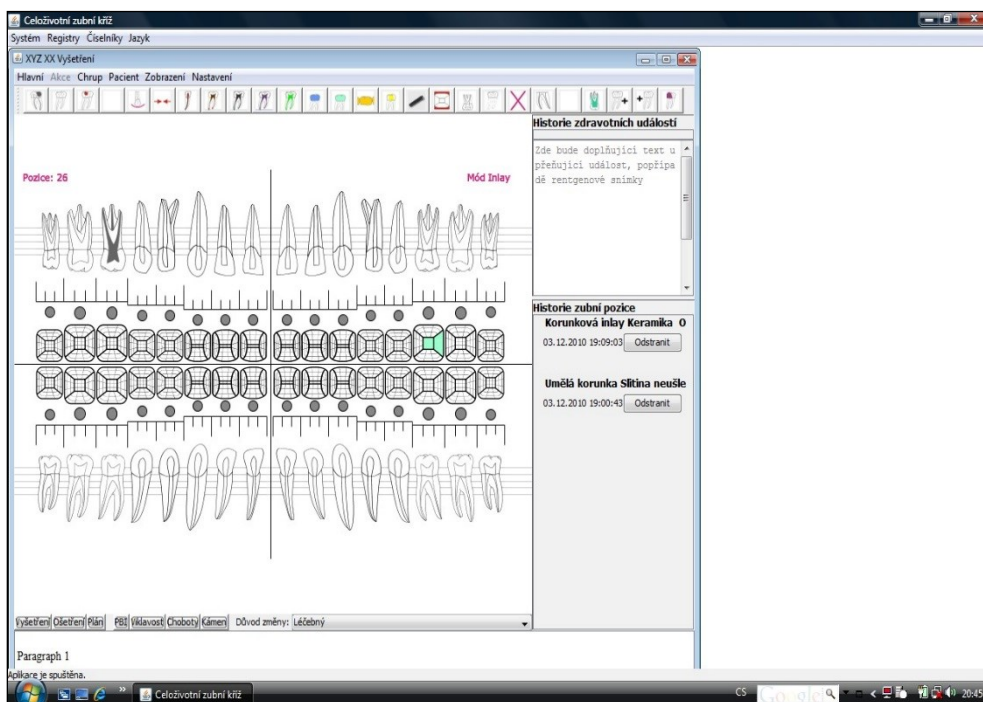 Celoživotní zubní kříž
Systém Registry Číselníky Jazyk
XYZ XX Vyšetření
Hlavní Akce Chrup Pacient Zobrazení Nastavení
Historie zdravotních událostí
Zde bude doplňující text u
přeňující událost, popřípa
dě rentgenové snímky
Pozice: 26
Mód Inlay
Historie zubní pozice
Korunková inlay Keramika O
03.12.2010 19:09:03 Odstranit
Umělá korunka Slitina neušle
03.12.2010 19:00:43 Odstranit
Vyšetření Ošetření Plán PBI Viklavost Choboty Kámen Důvod změny: Léčebný
Paragraph 1
Aplikace je spuštěna.
Celoživotní zubní kříž
CS
Google
20:45